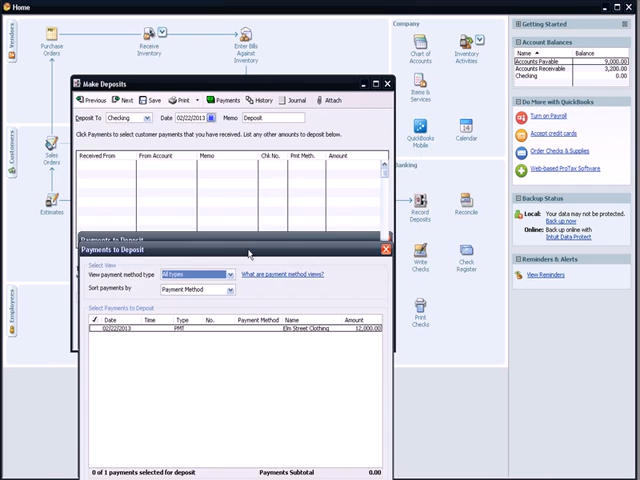 Home
Vendors
Purchase
Orders
Receive
Inventory
Enter Bills
Against
Inventory
Customers
Sales
Orders
Estimates
Employees
Company
Chart of
Accounts
Inventory
Activities
Items &
Services
QuickBooks
Mobile
Calendar
Banking
Record
Deposits
Reconcile
Write
Checks
Check
Register
Print
Checks
Getting Started
Account Balances
Name Balance
Accounts Payable 9,000.00
Accounts Receivable 3,200.00
Checking 0.00
Do More with QuickBooks
Turn on Payroll
Accept credit cards
Order Checks & Supplies
Web-based ProTax Software
Backup Status
Local: Your data may not be protected.
Back up now
Online: Back up online with
Intuit Data Protect
Reminders & Alerts
View Reminders
Make Deposits
Previous Next Save Print Payments History Journal Attach
Deposit To Checking Date 02/22/2013 Memo Deposit
Click Payments to select customer payments that you have received. List any other amounts to deposit below.
Received From From Account Memo Chk No. Pmt Meth. Amount
Payments to Deposit
Payments to Deposit
Select View
View payment method type All types What are payment method views?
Sort payments by Payment Method
Select Payments to Deposit
✓ Date Time Type No. Payment Method Name Amount
02/22/2013 PMT Elm Street Clothing 12,000.00
0 of 1 payments selected for deposit Payments Subtotal 0.00